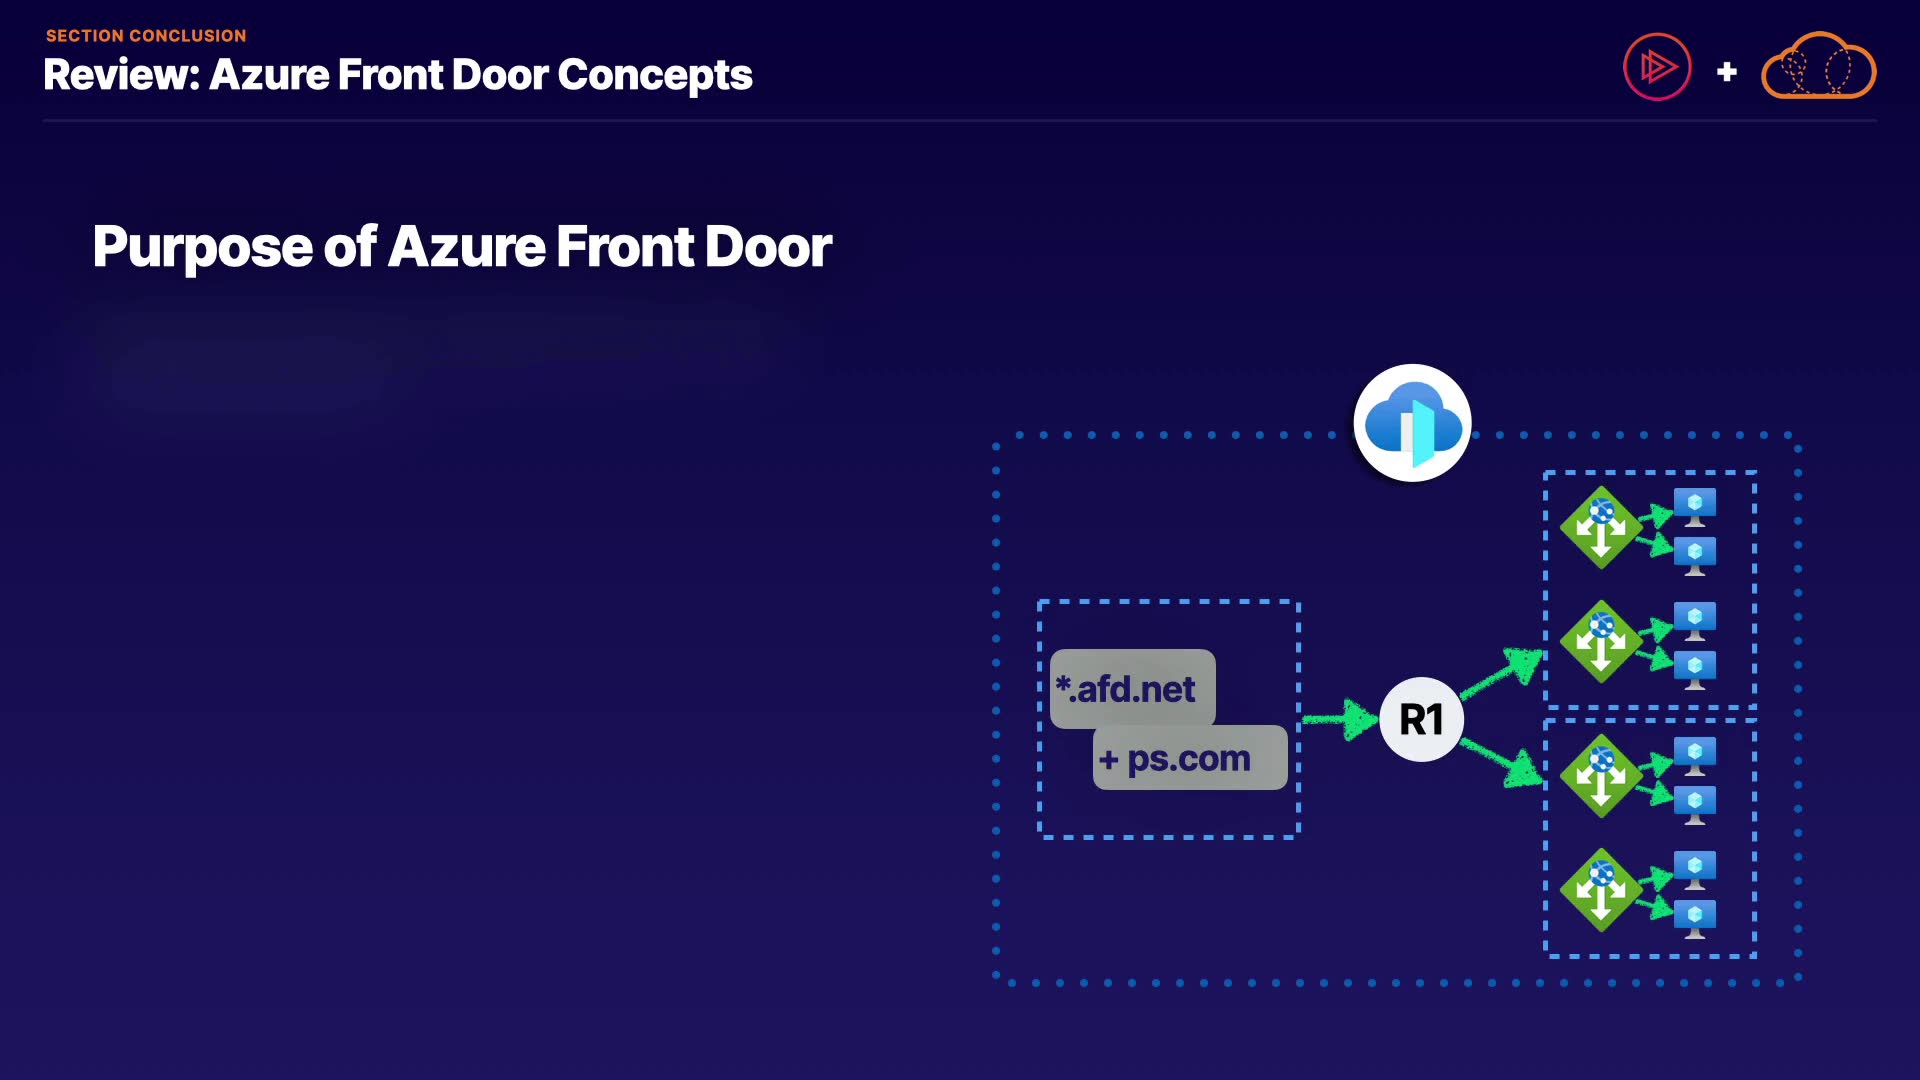 SECTION CONCLUSION
Review: Azure Front Door Concepts
+
Purpose of Azure Front Door
*.afd.net
+ ps.com
R1